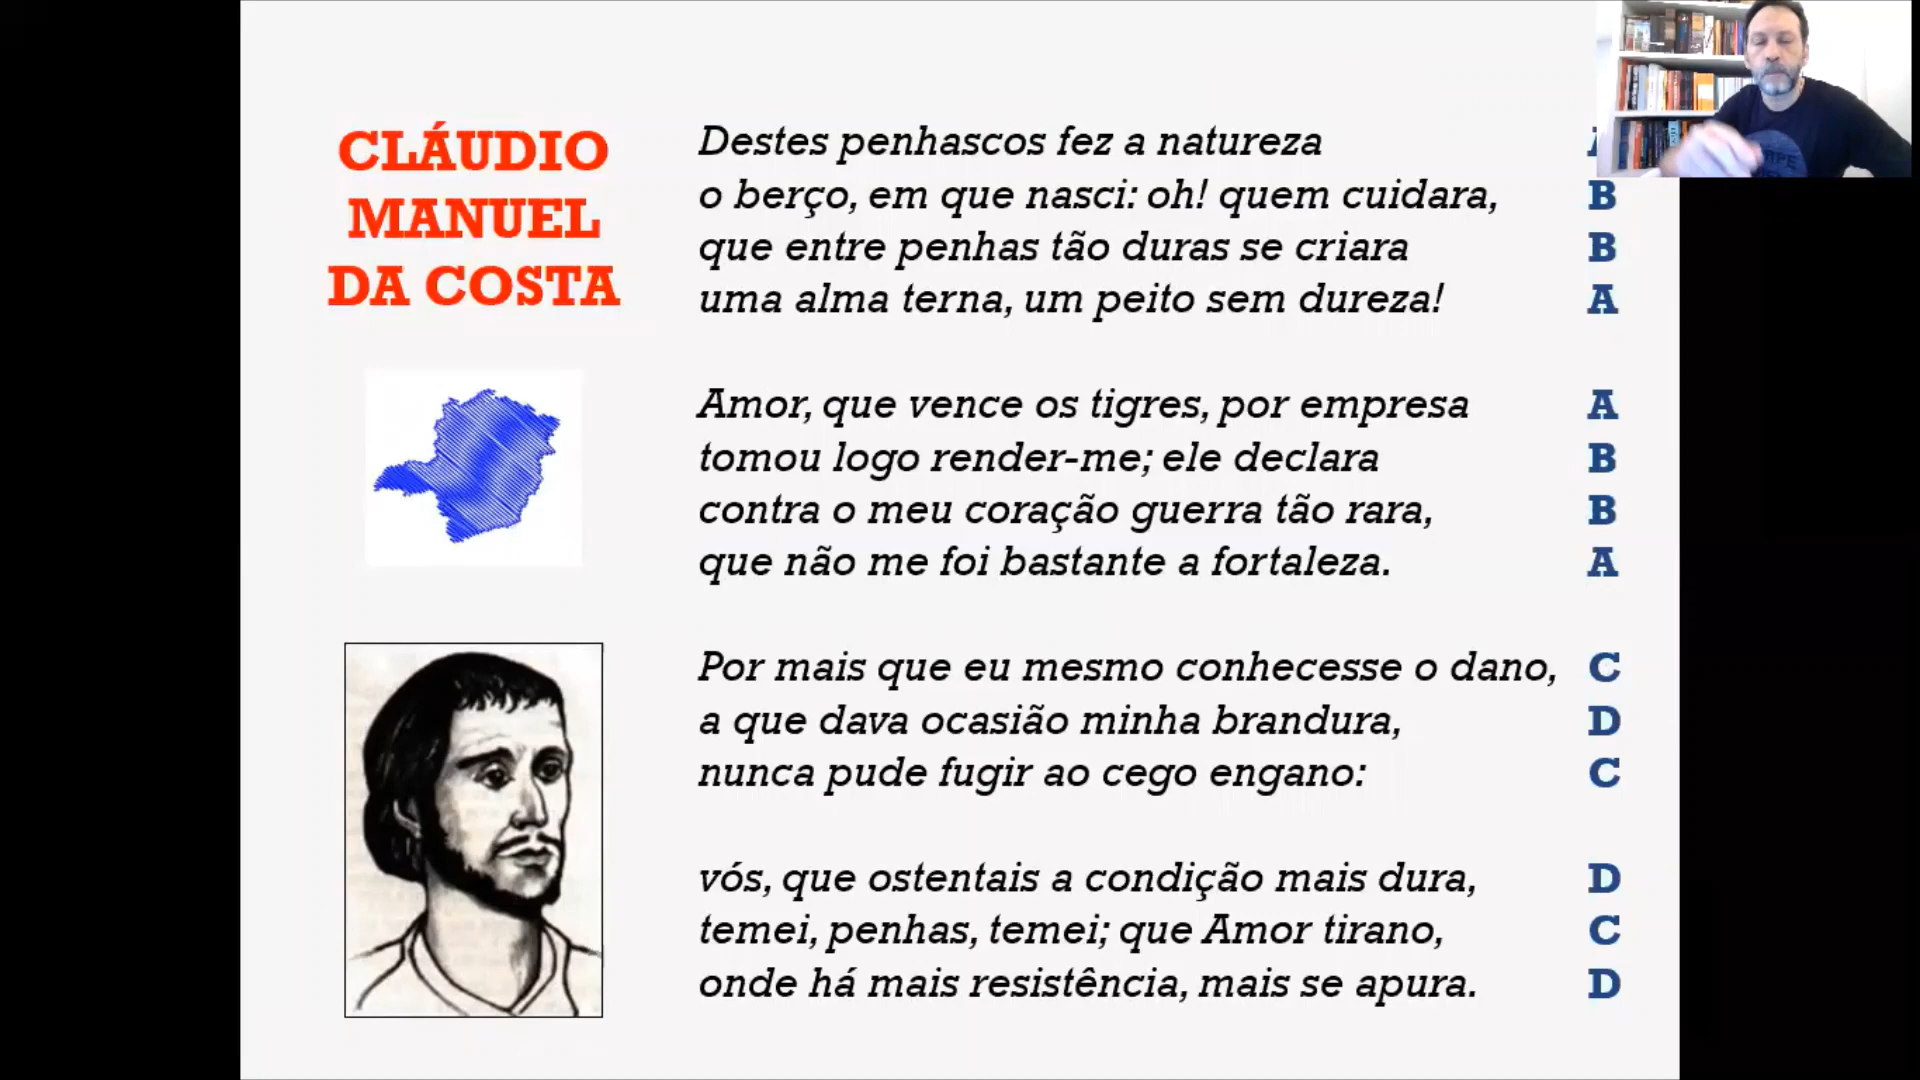 CLÁUDIO
MANUEL
DA COSTA
Destes penhascos fez a natureza
o berço, em que nasci: oh! quem cuidara,
que entre penhas tão duras se criara
uma alma terna, um peito sem dureza!
B
B
A
Amor, que vence os tigres, por empresa
tomou logo render-me; ele declara
contra o meu coração guerra tão rara,
que não me foi bastante a fortaleza.
A
B
B
A
Por mais que eu mesmo conhecesse o dano,
a que dava ocasião minha brandura,
nunca pude fugir ao cego engano:
C
D
C
vós, que ostentais a condição mais dura,
temei, penhas, temei; que Amor tirano,
onde há mais resistência, mais se apura.
D
C
D